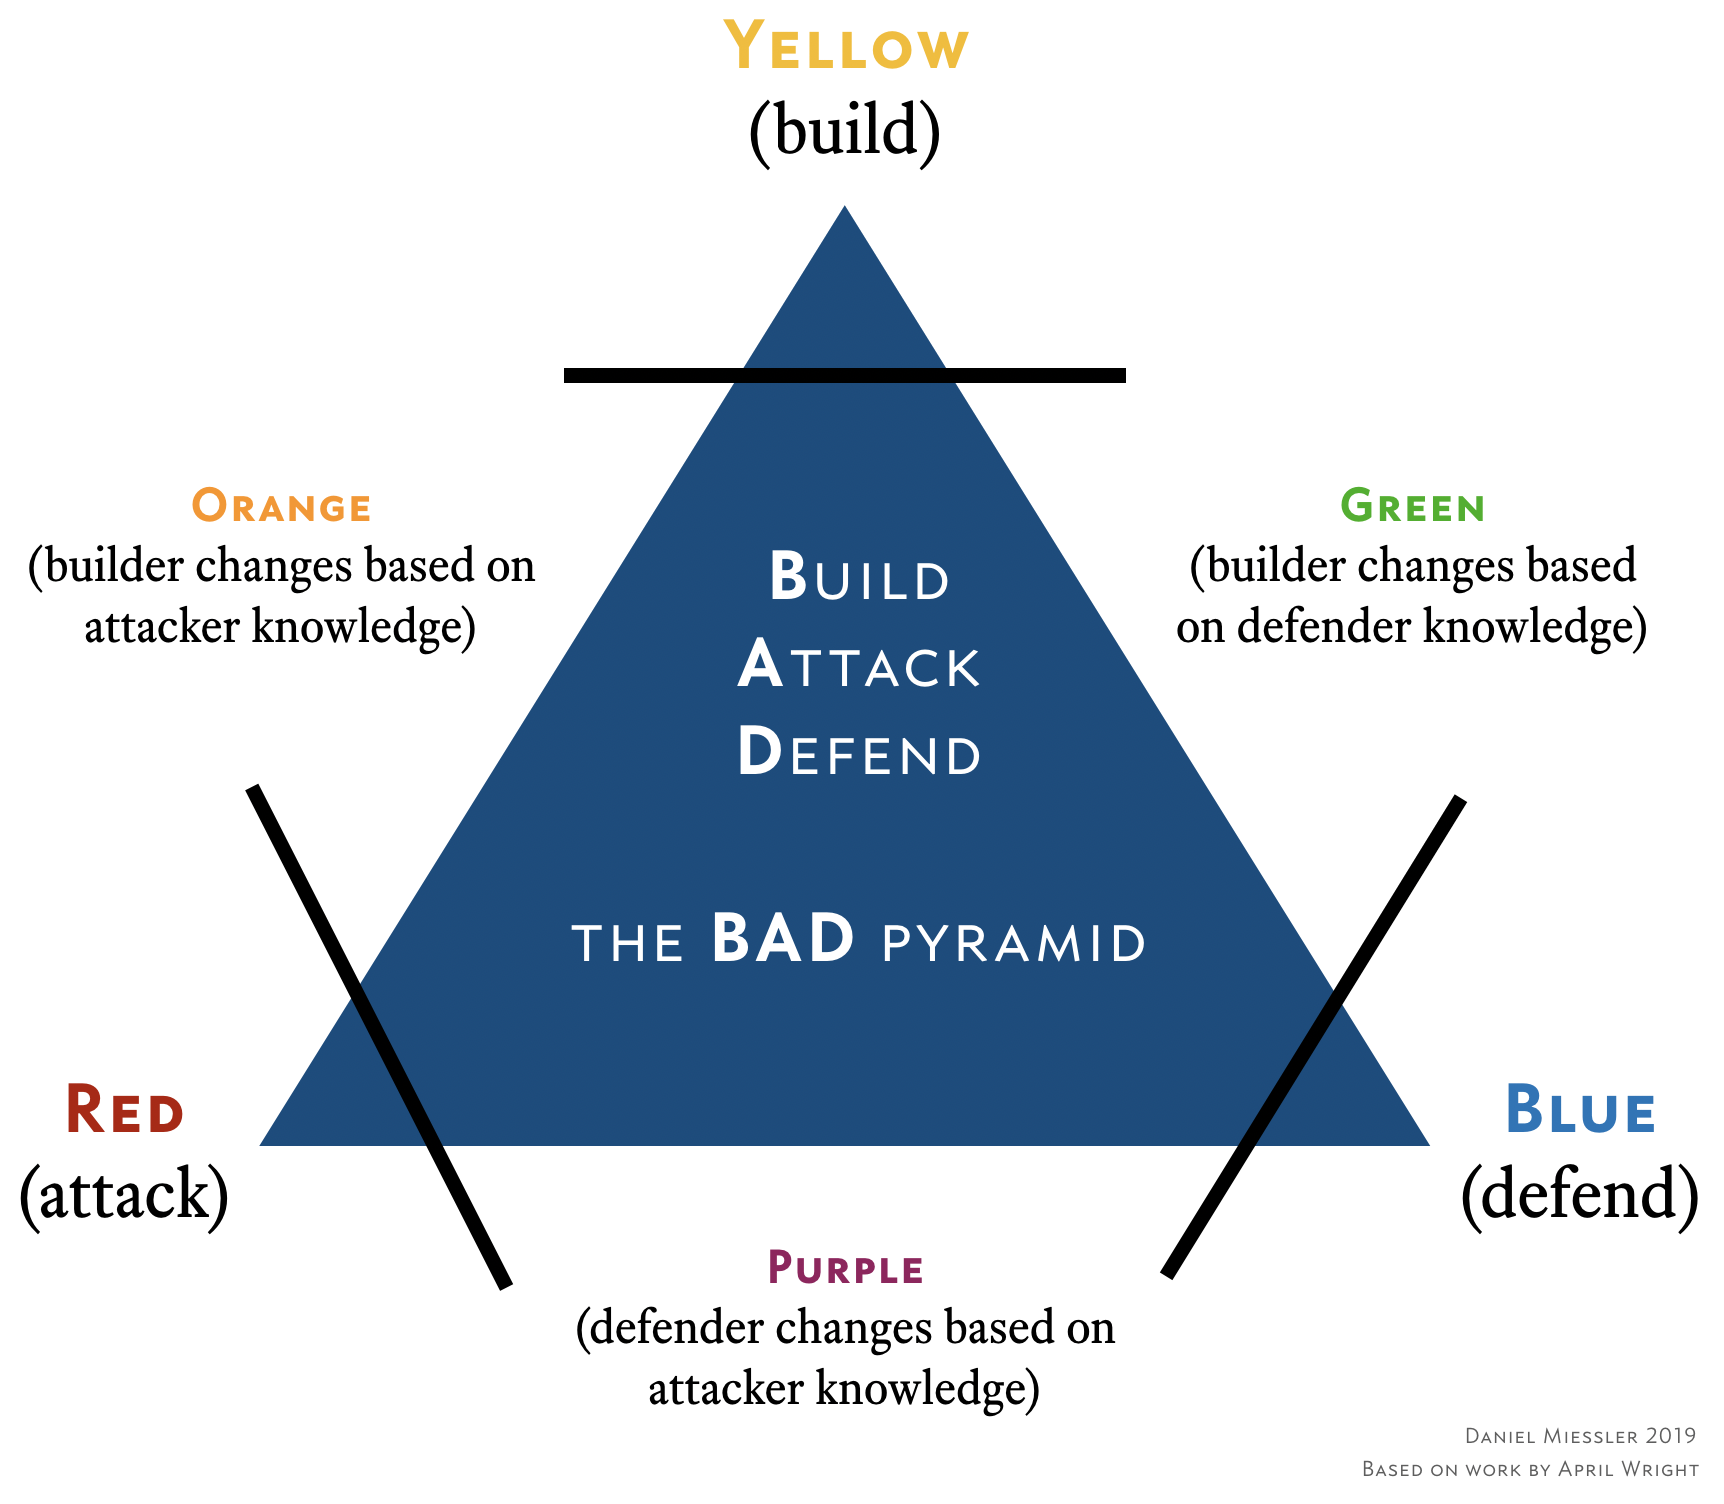 YELLOW
(build)
ORANGE
(builder changes based on
attacker knowledge)
GREEN
(builder changes based
on defender knowledge)
BUILD
ATTACK
DEFEND
THE BAD PYRAMID
RED
(attack)
BLUE
(defend)
PURPLE
(defender changes based on
attacker knowledge)
DANIEL MIESSLER 2019
BASED ON WORK BY APRIL WRIGHT